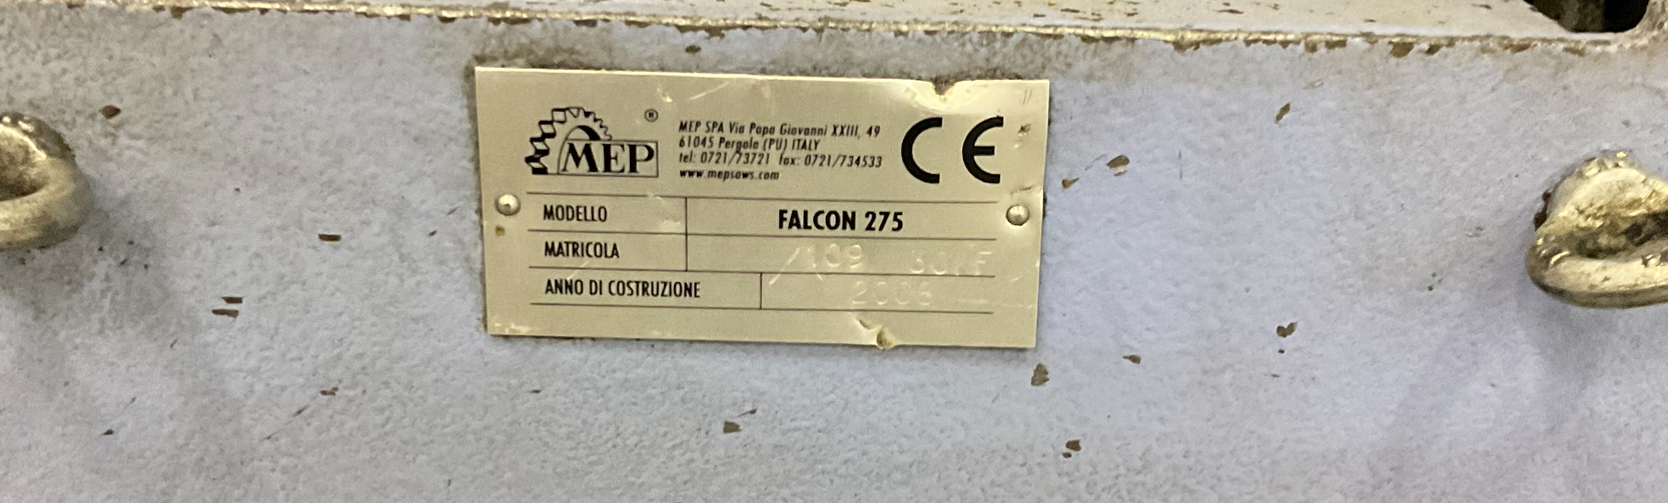 MEP ®
MEP SPA Via Papa Giovanni XXIII, 49
61045 Pergola (PU) ITALY
tel: 0721/73721 fax: 0721/734533
www.mepsaws.com
CE
MODELLO FALCON 275
MATRICOLA
ANNO DI COSTRUZIONE